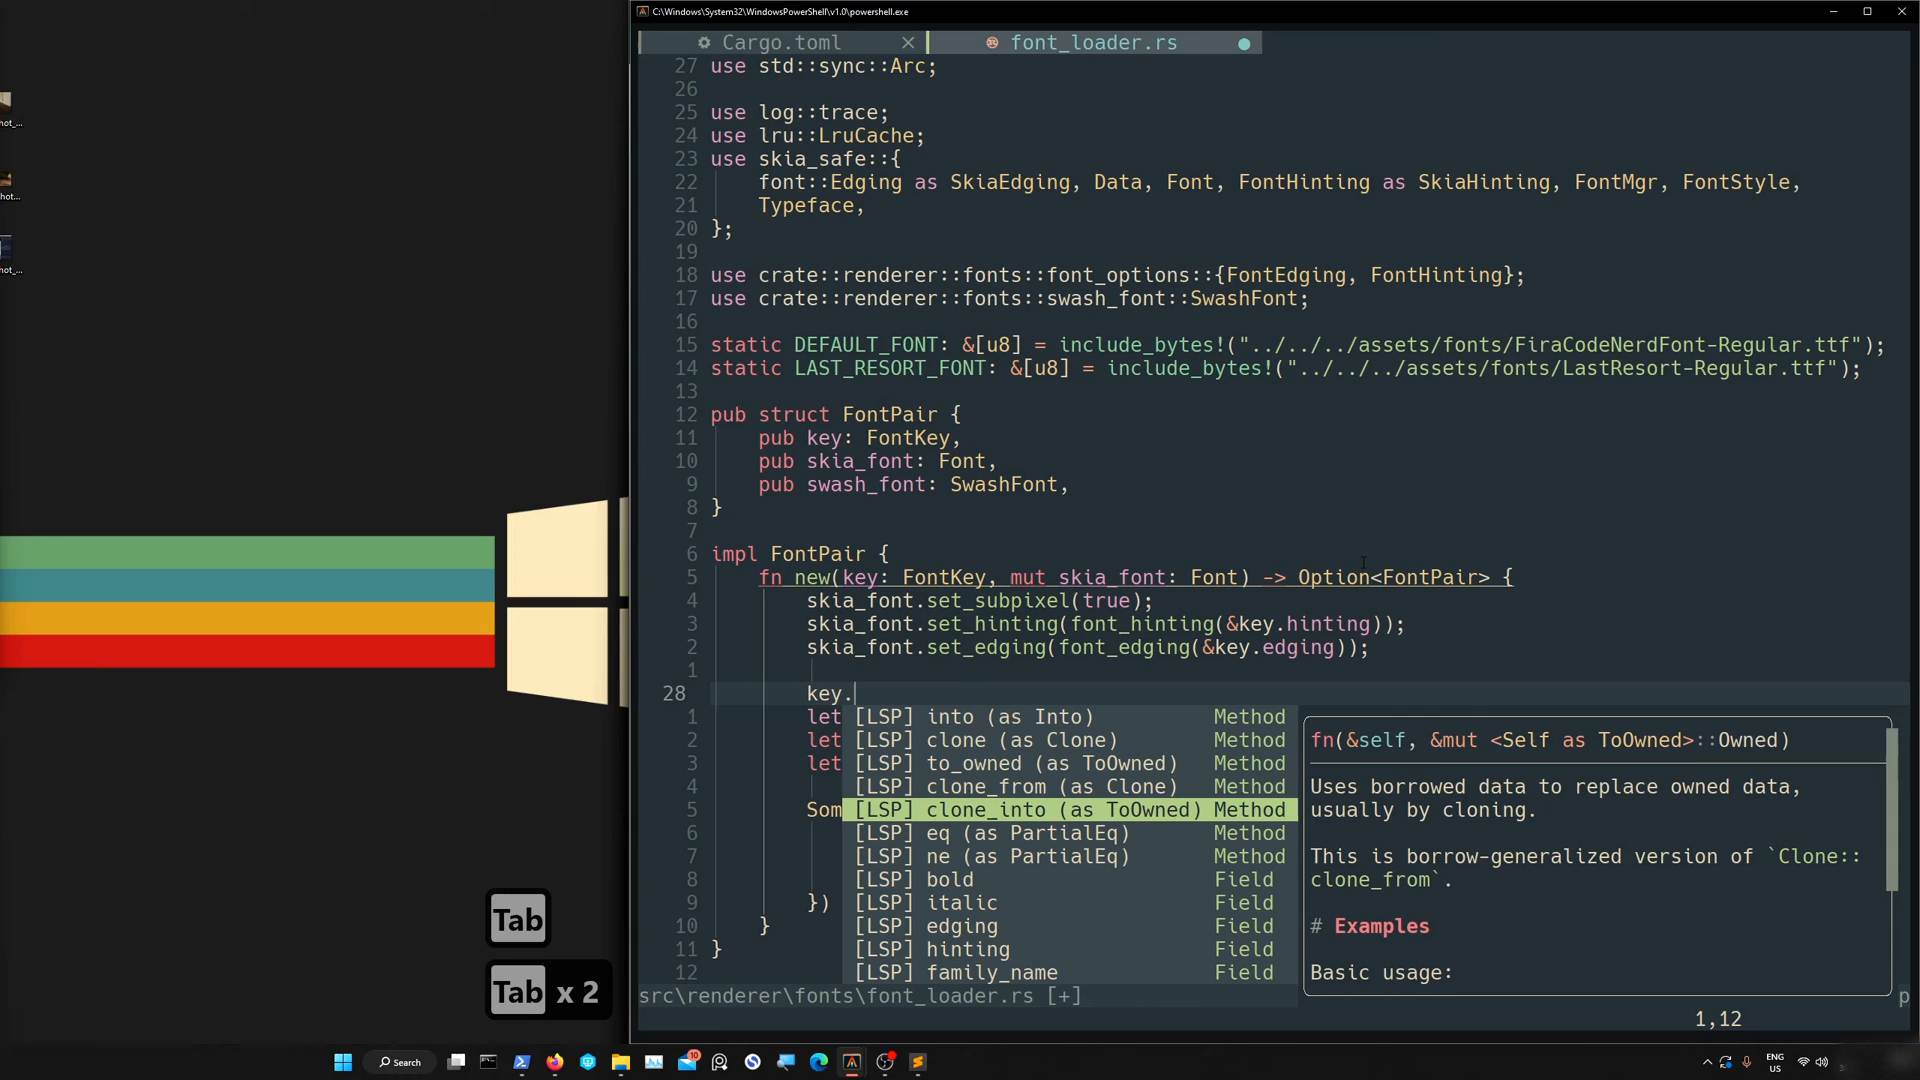 C:\Windows\System32\WindowsPowerShell\v1.0\powershell.exe
Cargo.toml
font_loader.rs
27 use std::sync::Arc;
26
25 use log::trace;
24 use lru::LruCache;
23 use skia_safe::{
22 font::Edging as SkiaEdging, Data, Font, FontHinting as SkiaHinting, FontMgr, FontStyle,
21 Typeface,
20 };
19
18 use crate::renderer::fonts::font_options::{FontEdging, FontHinting};
17 use crate::renderer::fonts::swash_font::SwashFont;
16
15 static DEFAULT_FONT: &[u8] = include_bytes!("../../../assets/fonts/FiraCodeNerdFont-Regular.ttf");
14 static LAST_RESORT_FONT: &[u8] = include_bytes!("../../../assets/fonts/LastResort-Regular.ttf");
13
12 pub struct FontPair {
11 pub key: FontKey,
10 pub skia_font: Font,
9 pub swash_font: SwashFont,
8 }
7
6 impl FontPair {
5 fn new(key: FontKey, mut skia_font: Font) -> Option<FontPair> {
4 skia_font.set_subpixel(true);
3 skia_font.set_hinting(font_hinting(&key.hinting));
2 skia_font.set_edging(font_edging(&key.edging));
1
28 key.
1 let [LSP] into (as Into) Method
2 let [LSP] clone (as Clone) Method
3 let [LSP] to_owned (as ToOwned) Method
4 [LSP] clone_from (as Clone) Method
5 Som [LSP] clone_into (as ToOwned) Method
6 [LSP] eq (as PartialEq) Method
7 [LSP] ne (as PartialEq) Method
8 [LSP] bold Field
9 }) [LSP] italic Field
10 } [LSP] edging Field
11 } [LSP] hinting Field
12 [LSP] family_name Field
fn(&self, &mut <Self as ToOwned>::Owned)
Uses borrowed data to replace owned data,
usually by cloning.
This is borrow-generalized version of `Clone::
clone_from`.
# Examples
Basic usage:
src\renderer\fonts\font_loader.rs [+]
p
1,12
Tab
Tab x 2
hot_...
hot...
hot_...
Search
10
ENG
US